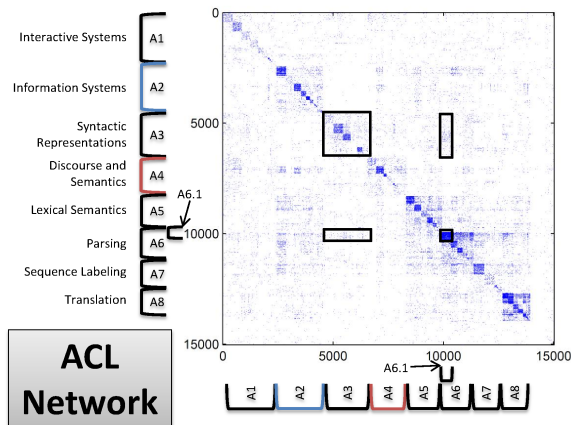 0
Interactive Systems A1
Information Systems A2
5000
Syntactic
Representations A3
Discourse and
Semantics A4
A6.1
Lexical Semantics A5
10000
Parsing A6
Sequence Labeling A7
Translation A8
15000
0 5000 10000 15000
A6.1
A1 A2 A3 A4 A5 A6 A7 A8
ACL
Network